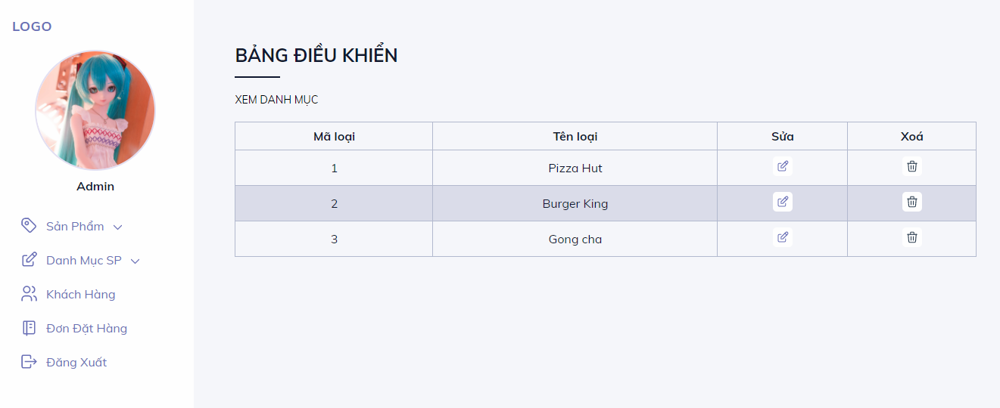 LOGO
Admin
Sản Phẩm
Danh Mục SP
Khách Hàng
Đơn Đặt Hàng
Đăng Xuất
BẢNG ĐIỀU KHIỂN
XEM DANH MỤC
Mã loại Tên loại Sửa Xoá
1 Pizza Hut
2 Burger King
3 Gong cha